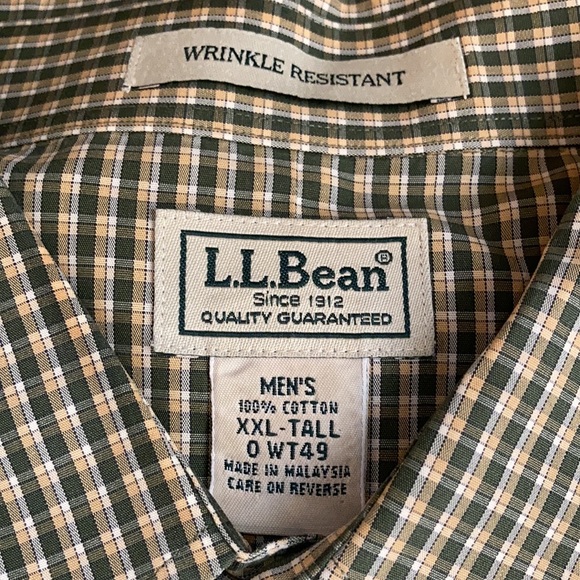 WRINKLE RESISTANT
L.L.Bean®
Since 1912
QUALITY GUARANTEED
MEN'S
100% COTTON
XXL-TALL
0 WT49
MADE IN MALAYSIA
CARE ON REVERSE